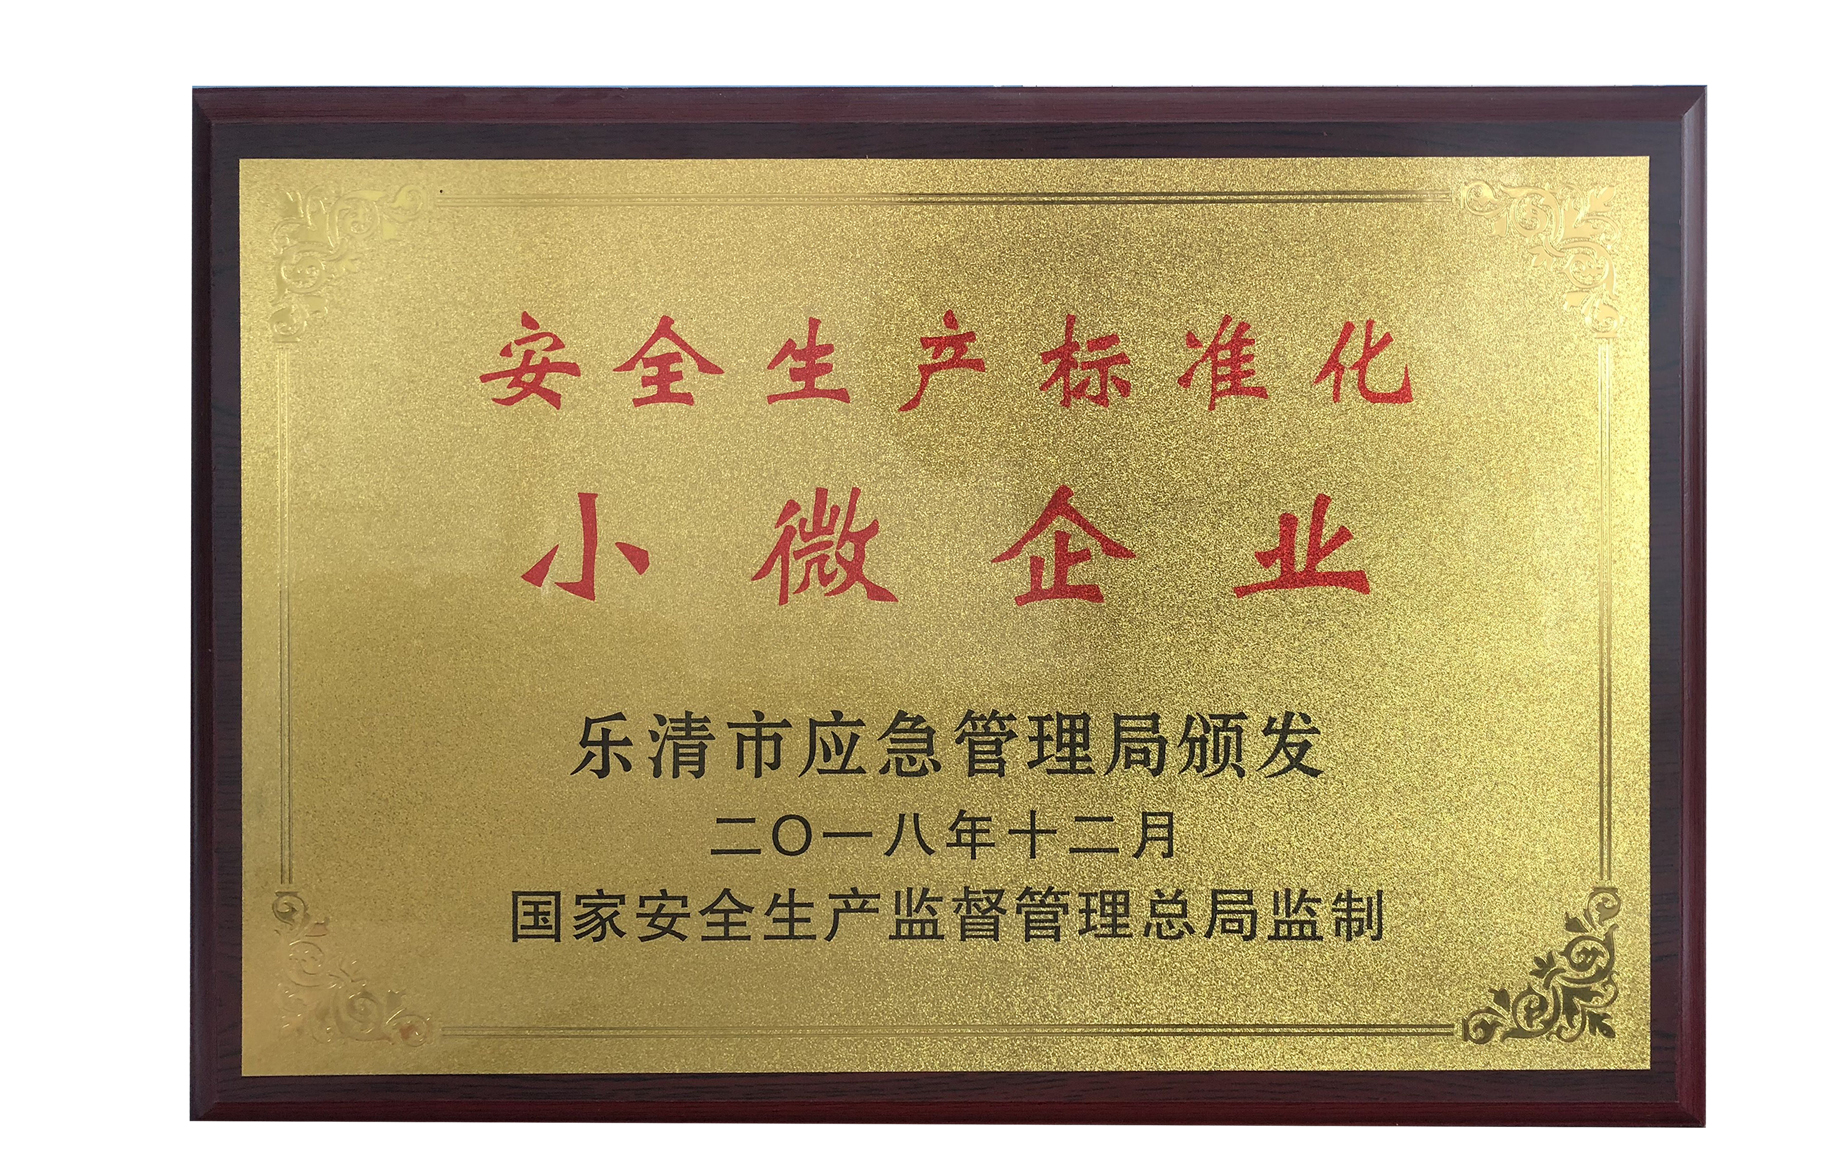 安全生产标准化
小微企业
乐清市应急管理局颁发
二〇一八年十二月
国家安全生产监督管理总局监制